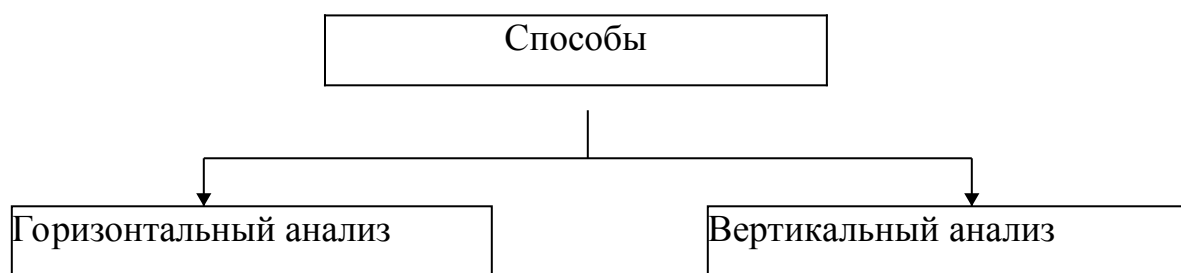 Способы
Горизонтальный анализ
Вертикальный анализ